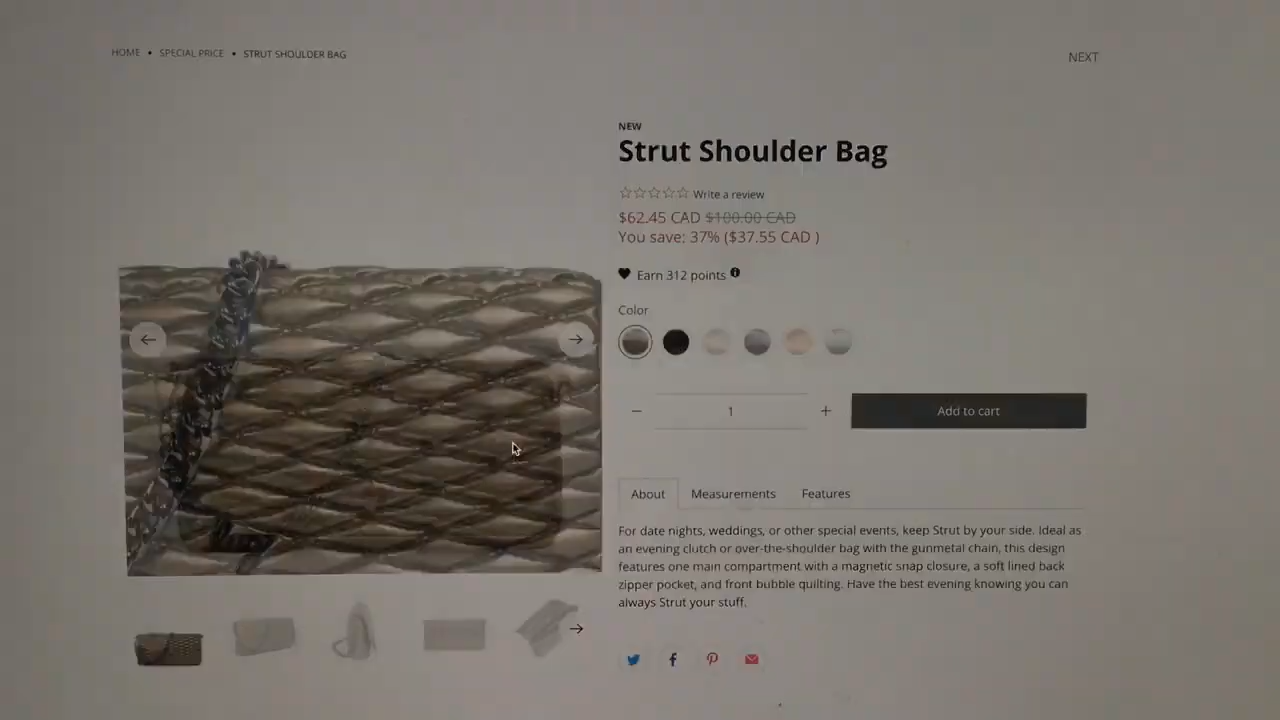 HOME • SPECIAL PRICE • STRUT SHOULDER BAG
NEXT
NEW
Strut Shoulder Bag
Write a review
$62.45 CAD $100.00 CAD
You save: 37% ($37.55 CAD )
Earn 312 points
Color
− 1 +
Add to cart
About Measurements Features
For date nights, weddings, or other special events, keep Strut by your side. Ideal as
an evening clutch or over-the-shoulder bag with the gunmetal chain, this design
features one main compartment with a magnetic snap closure, a soft lined back
zipper pocket, and front bubble quilting. Have the best evening knowing you can
always Strut your stuff.